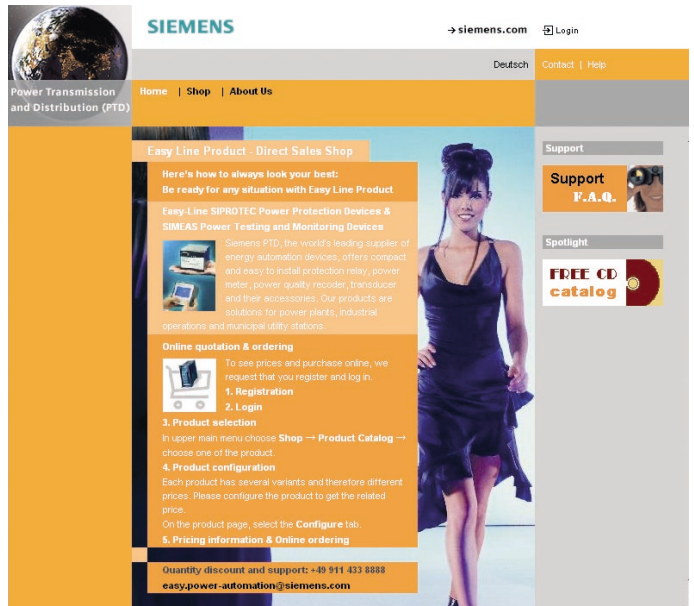 SIEMENS
→ siemens.com
Login
Deutsch
Contact | Help
Power Transmission
and Distribution (PTD)
Home | Shop | About Us
Easy Line Product - Direct Sales Shop
Here's how to always look your best:
Be ready for any situation with Easy Line Product
Easy-Line SIPROTEC Power Protection Devices &
SIMEAS Power Testing and Monitoring Devices
Siemens PTD, the world's leading supplier of
energy automation devices, offers compact
and easy to install protection relay, power
meter, power quality recoder, transducer
and their accessories. Our products are
solutions for power plants, industrial
operations and municipal utility stations.
Online quotation & ordering
To see prices and purchase online, we
request that you register and log in.
1. Registration
2. Login
3. Product selection
In upper main menu choose Shop → Product Catalog →
choose one of the product.
4. Product configuration
Each product has several variants and therefore different
prices. Please configure the product to get the related
price.
On the product page, select the Configure tab.
5. Pricing information & Online ordering
Quantity discount and support: +49 911 433 8888
easy.power-automation@siemens.com
Support
Support
F.A.Q.
Spotlight
FREE CD
catalog